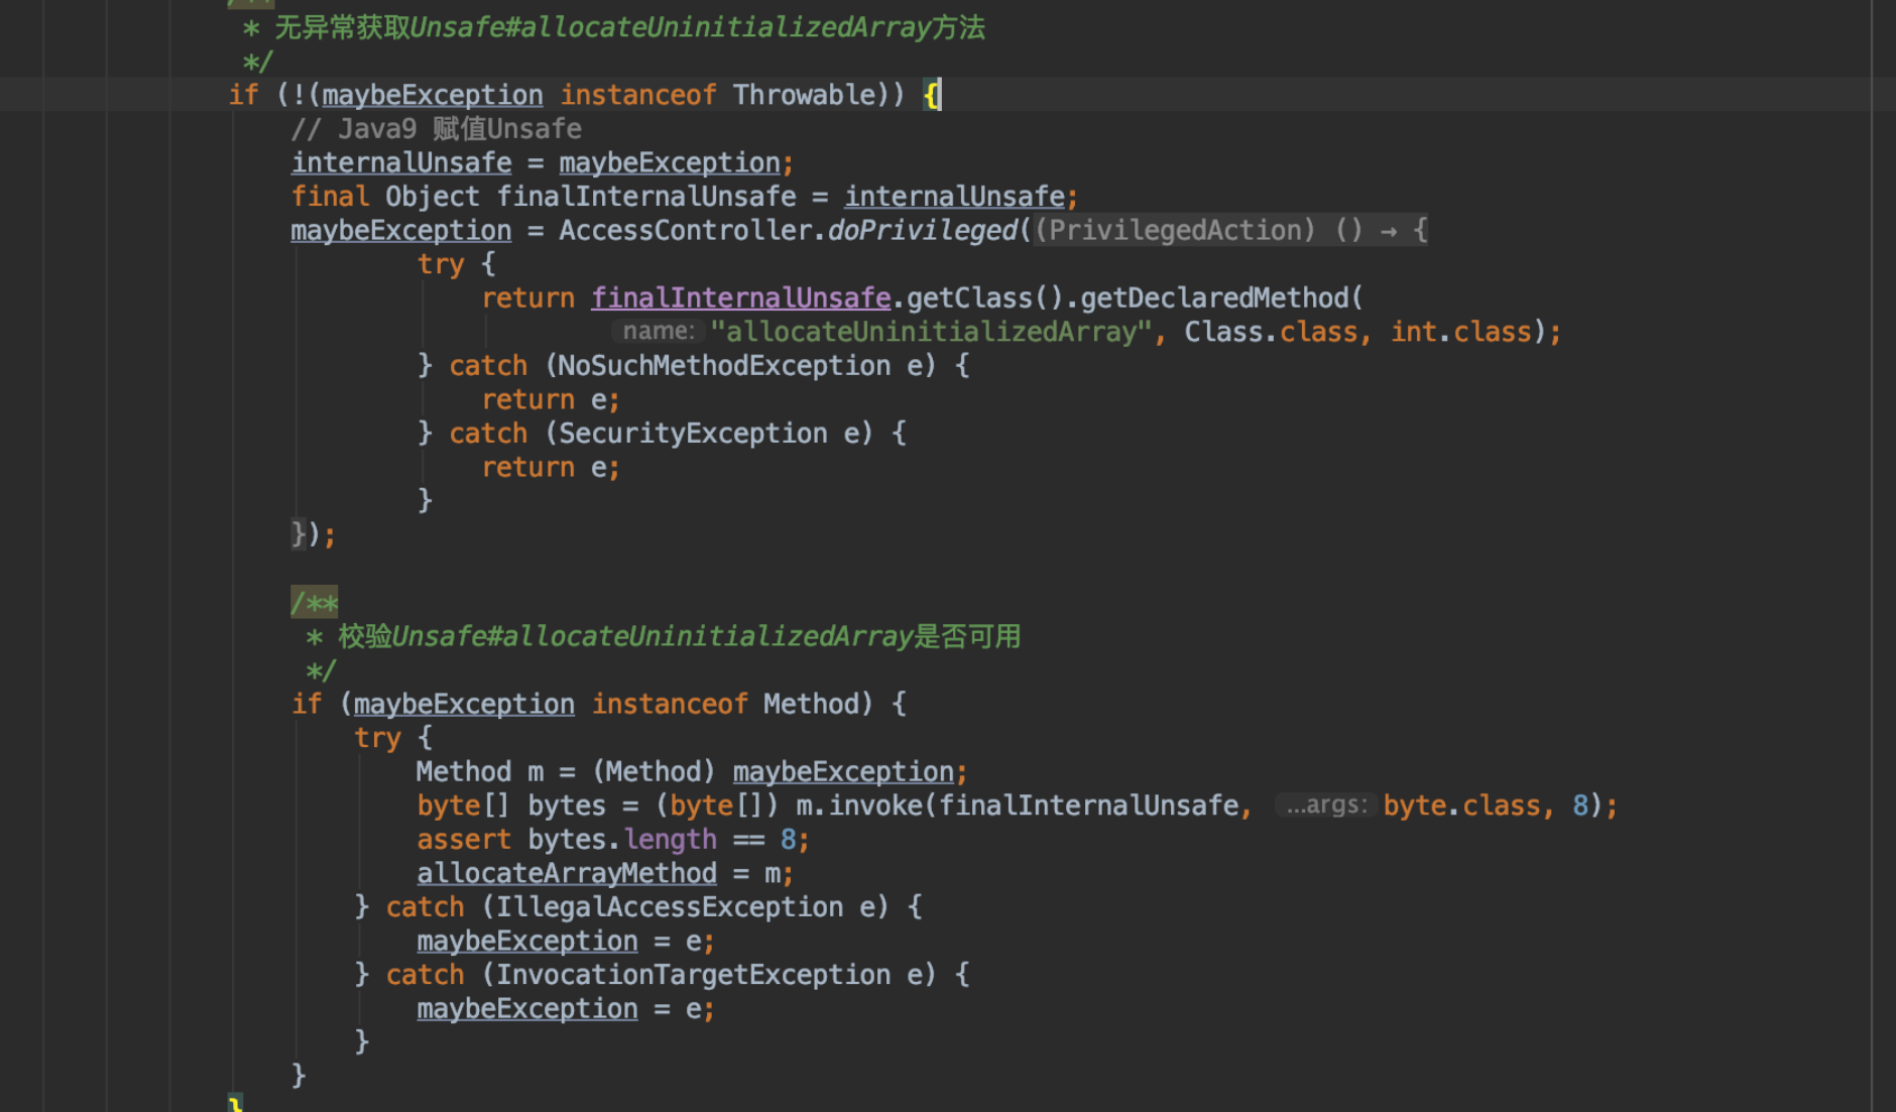 /**
* 无异常获取Unsafe#allocateUninitializedArray方法
*/
if (!(maybeException instanceof Throwable)) {
// Java9 赋值Unsafe
internalUnsafe = maybeException;
final Object finalInternalUnsafe = internalUnsafe;
maybeException = AccessController.doPrivileged((PrivilegedAction) () → {
try {
return finalInternalUnsafe.getClass().getDeclaredMethod(
name: "allocateUninitializedArray", Class.class, int.class);
} catch (NoSuchMethodException e) {
return e;
} catch (SecurityException e) {
return e;
}
});
/**
* 校验Unsafe#allocateUninitializedArray是否可用
*/
if (maybeException instanceof Method) {
try {
Method m = (Method) maybeException;
byte[] bytes = (byte[]) m.invoke(finalInternalUnsafe, ...args: byte.class, 8);
assert bytes.length == 8;
allocateArrayMethod = m;
} catch (IllegalAccessException e) {
maybeException = e;
} catch (InvocationTargetException e) {
maybeException = e;
}
}
}